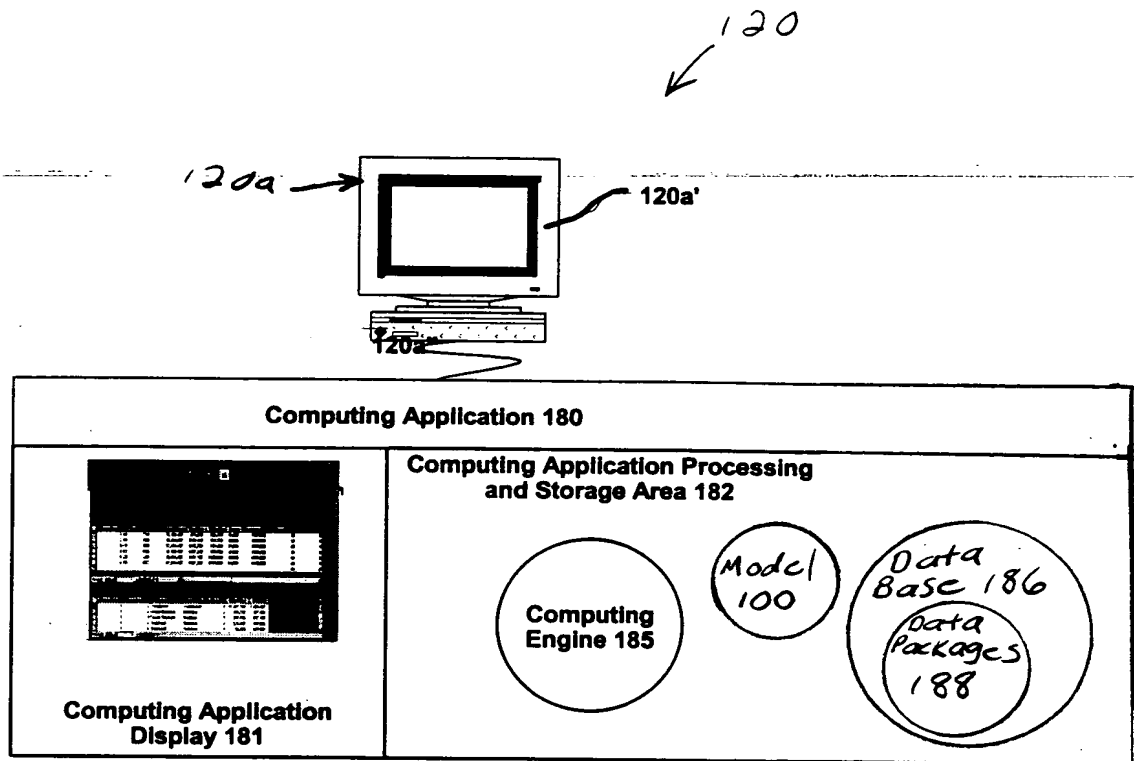 120
120a
120a'
120a"
Computing Application 180
Computing Application Processing
and Storage Area 182
Model
100
Data
Base 186
Data
Packages
188
Computing
Engine 185
Computing Application
Display 181